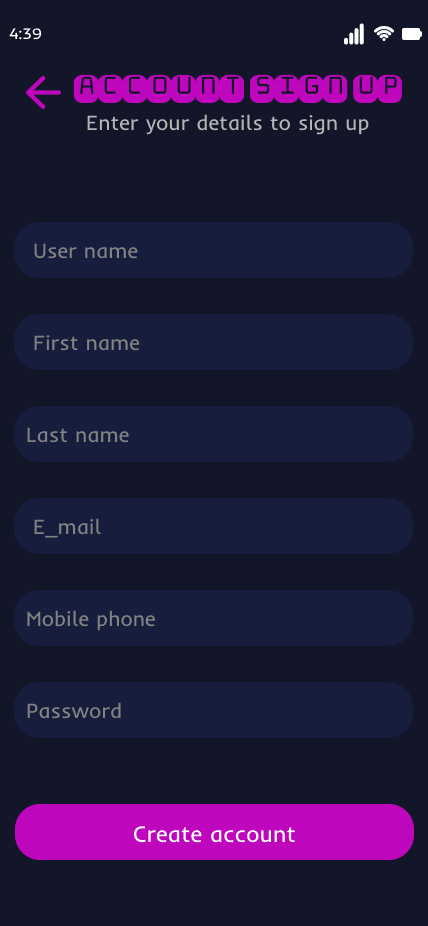 4:39
ACCOUNT SIGN UP
Enter your details to sign up
User name
First name
Last name
E_mail
Mobile phone
Password
Create account